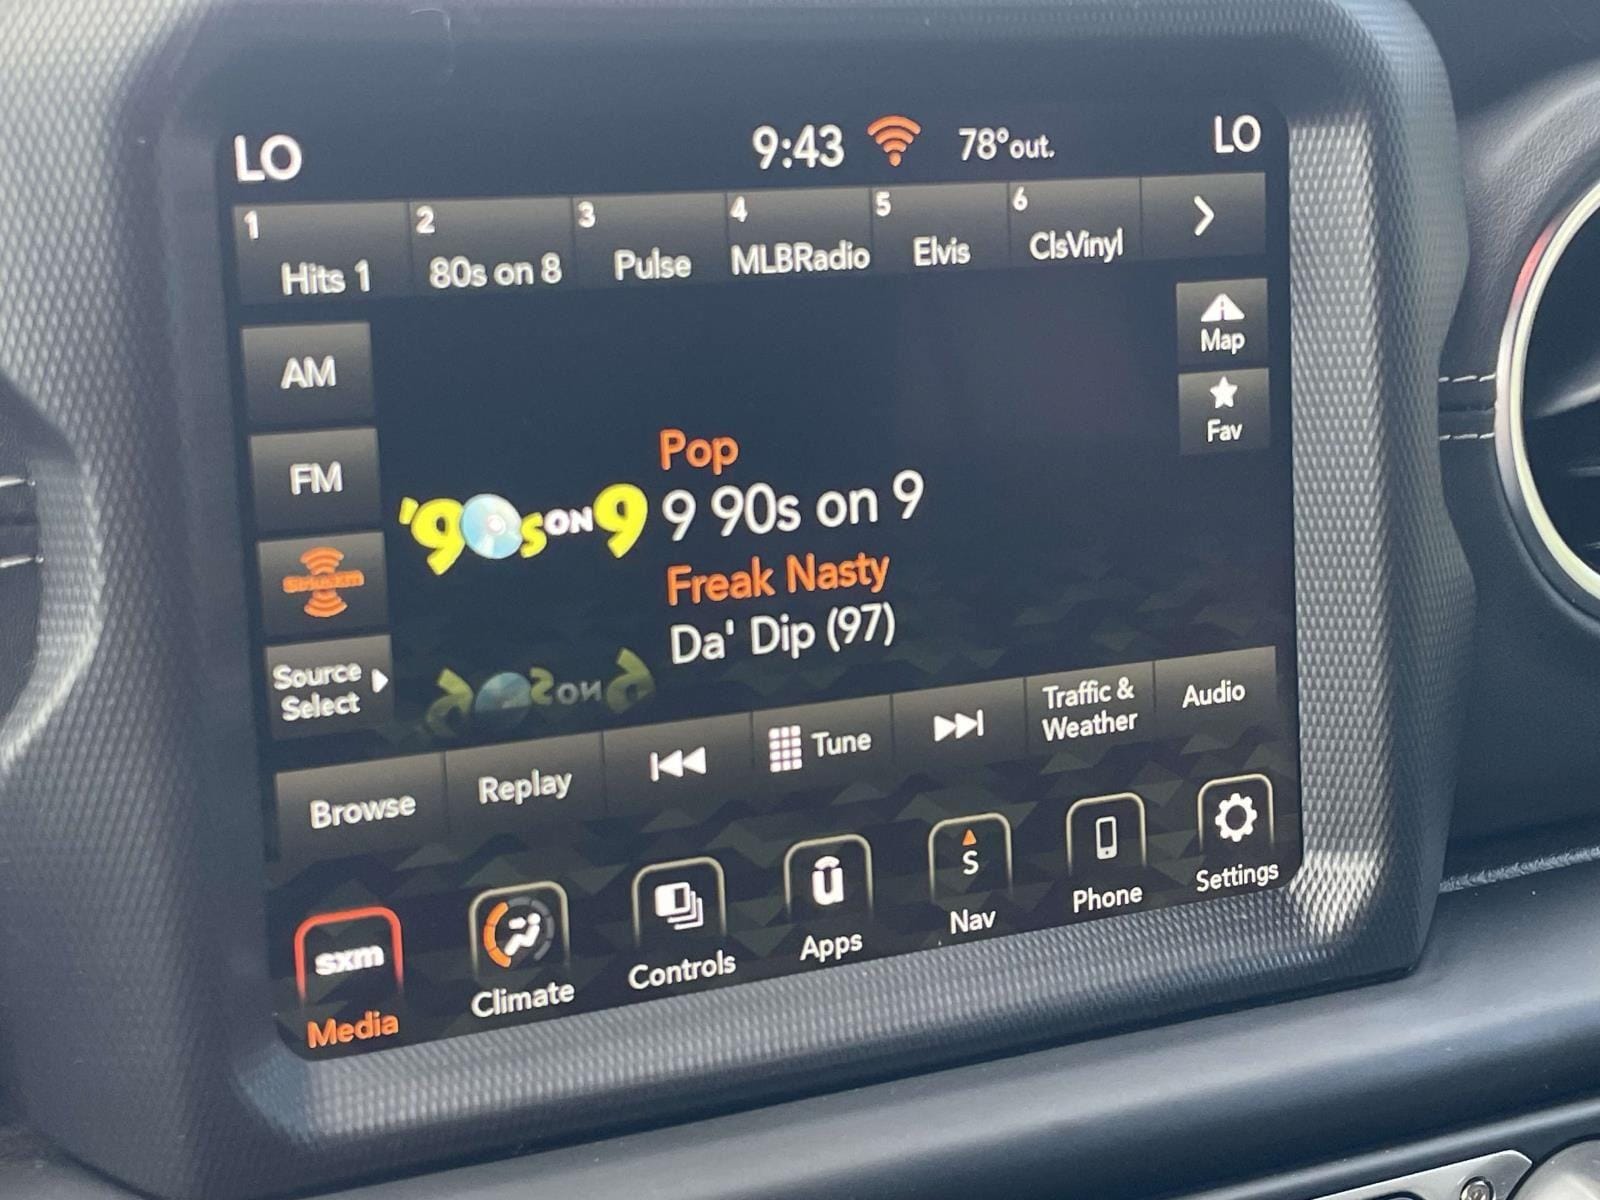 LO 9:43 78°out. LO
1 2 3 4 5 6
Hits 1 80s on 8 Pulse MLBRadio Elvis ClsVinyl
Map
Fav
AM
FM
siriusxm
Source
Select
'90s ON 9
Pop
9 90s on 9
Freak Nasty
Da' Dip (97)
Browse Replay Tune
Traffic &
Weather
Audio
sxm
Media
Climate
Controls
û
Apps
S
Nav
Phone
Settings